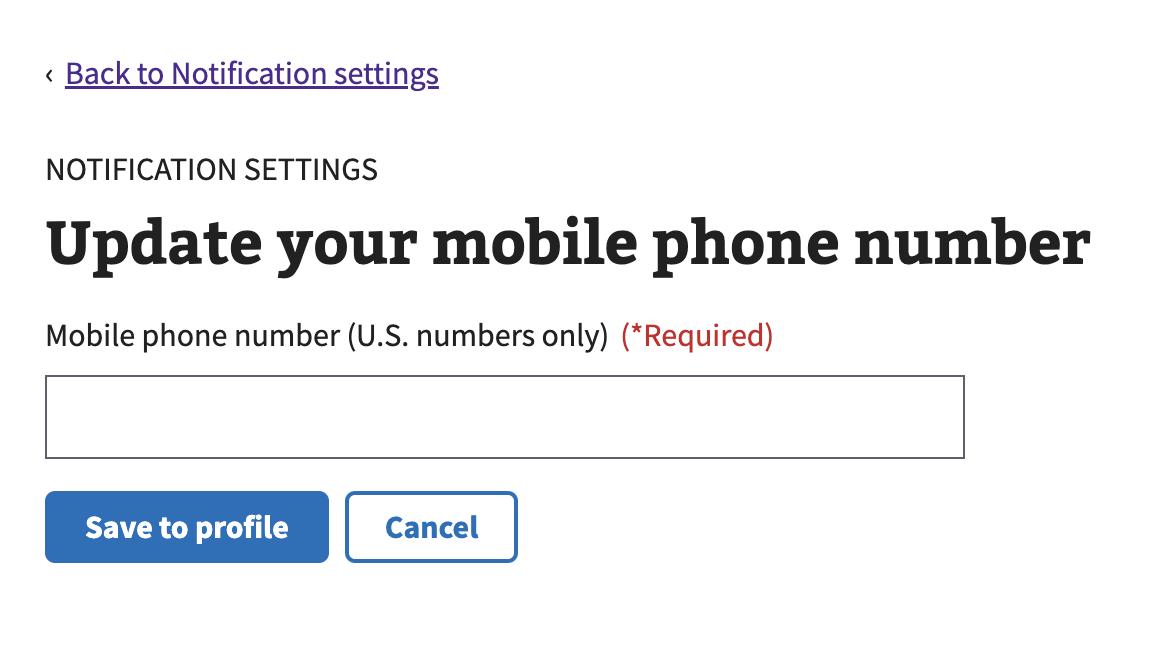 ‹ Back to Notification settings
NOTIFICATION SETTINGS
Update your mobile phone number
Mobile phone number (U.S. numbers only) (*Required)
Save to profile Cancel